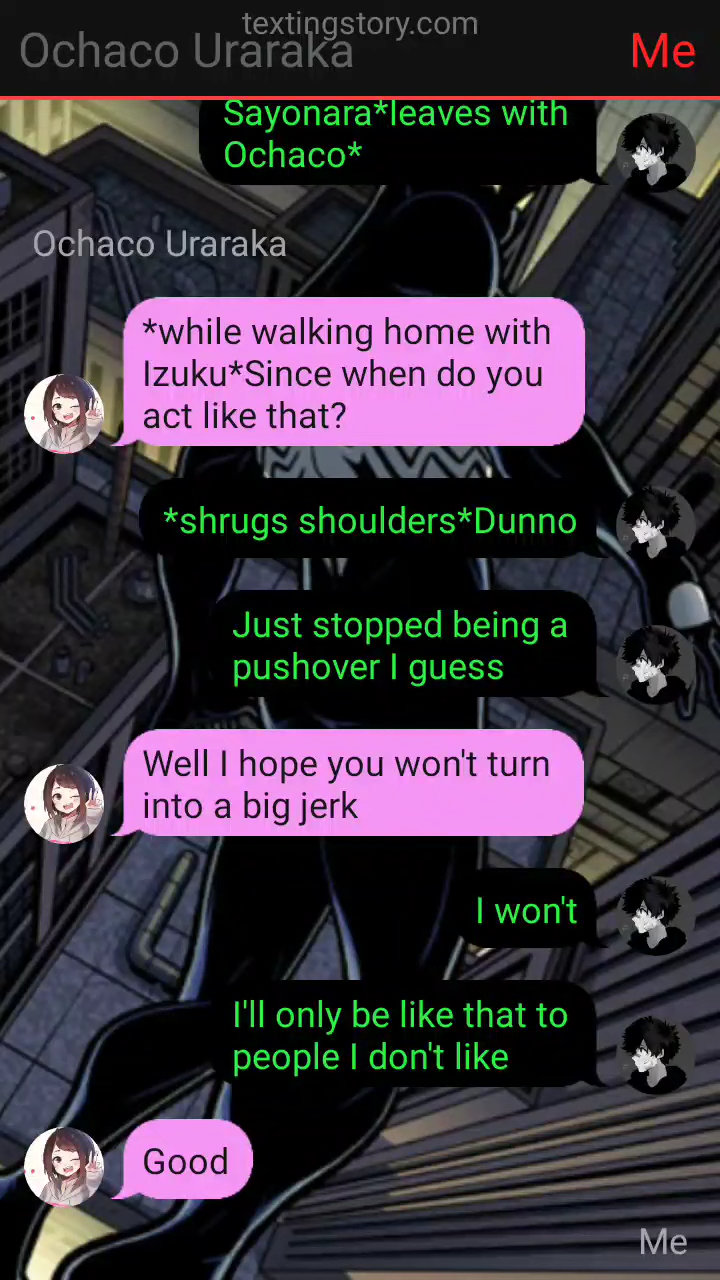 textingstory.com
Ochaco Uraraka
Me
Sayonara*leaves with
Ochaco*
Ochaco Uraraka
*while walking home with
Izuku*Since when do you
act like that?
*shrugs shoulders*Dunno
Just stopped being a
pushover I guess
Well I hope you won't turn
into a big jerk
I won't
I'll only be like that to
people I don't like
Good
Me